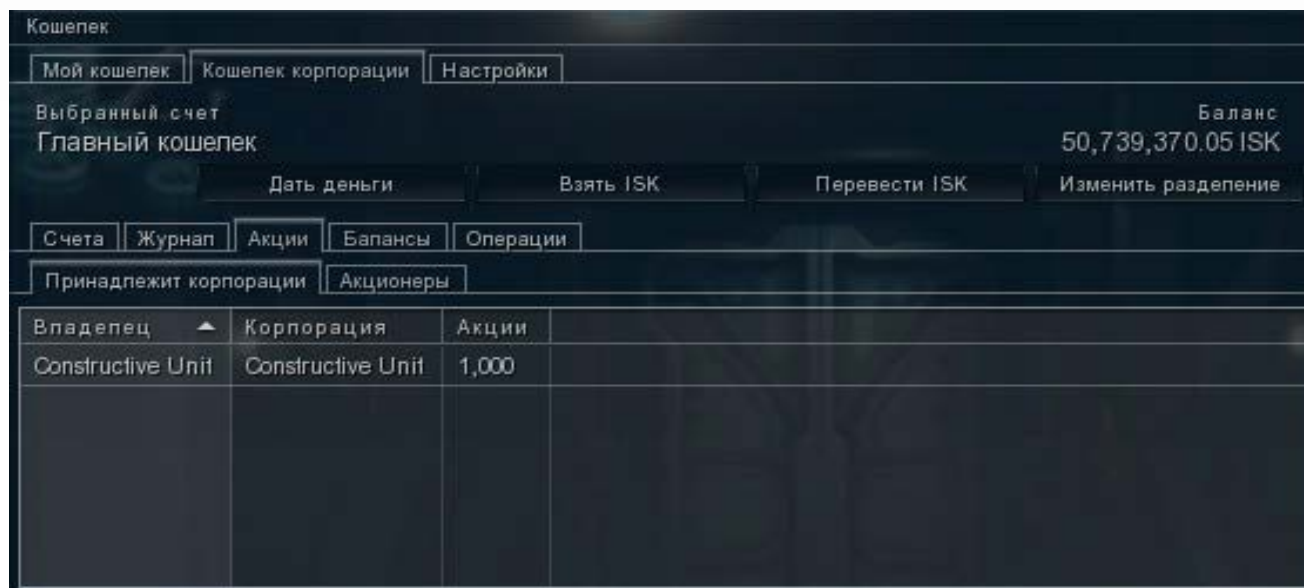 Кошелек
Мой кошелек Кошелек корпорации Настройки
Выбранный счет Баланс
Главный кошелек 50,739,370.05 ISK
Дать деньги Взять ISK Перевести ISK Изменить разделение
Счета Журнал Акции Балансы Операции
Принадлежит корпорации Акционеры
Владелец Корпорация Акции
Constructive Unit Constructive Unit 1,000